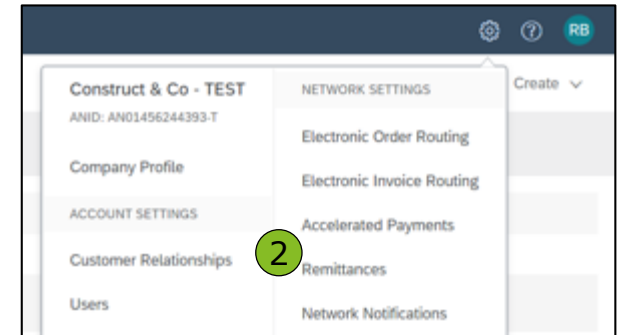 RB
Create
Construct & Co - TEST
ANID: AN01456244393-T
Company Profile
ACCOUNT SETTINGS
Customer Relationships
Users
2
NETWORK SETTINGS
Electronic Order Routing
Electronic Invoice Routing
Accelerated Payments
Remittances
Network Notifications